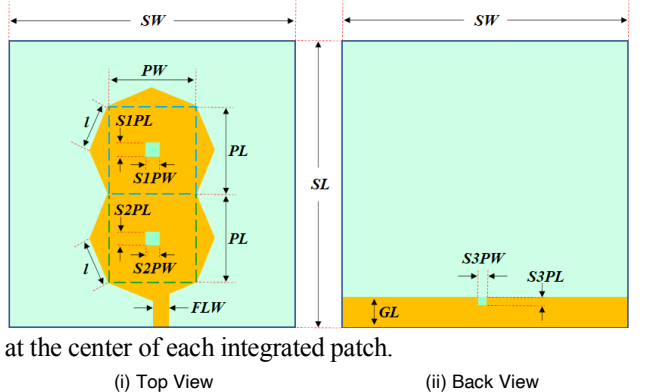 SW
SW
PW
l
S1PL
PL
S1PW
SL
S2PL
PL
S3PW
l
S2PW
S3PL
FLW
GL
at the center of each integrated patch.
(i) Top View
(ii) Back View